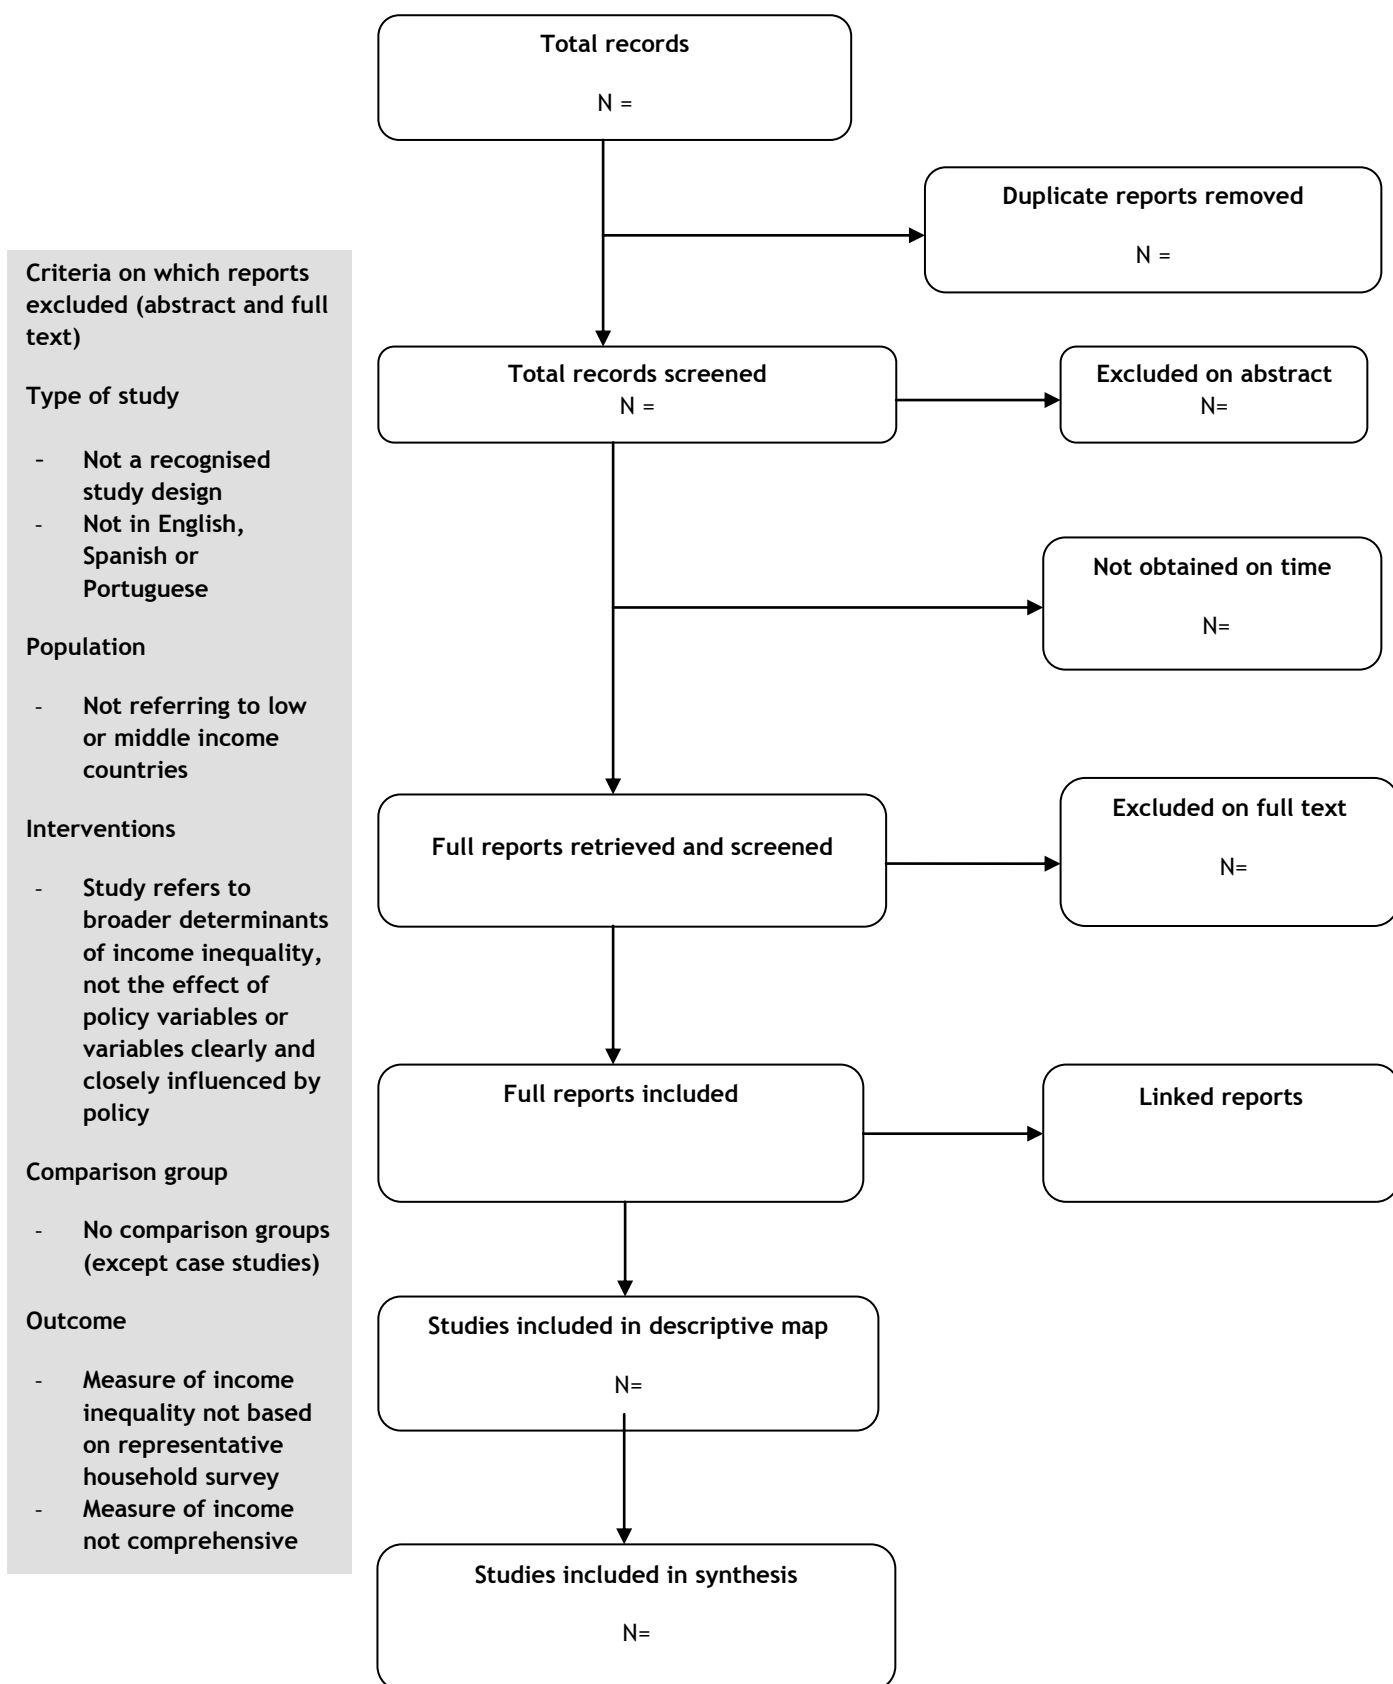 Total records
N =
Duplicate reports removed
N =
Criteria on which reports
excluded (abstract and full
text)
Type of study
- Not a recognised
study design
- Not in English,
Spanish or
Portuguese
Population
- Not referring to low
or middle income
countries
Interventions
- Study refers to
broader determinants
of income inequality,
not the effect of
policy variables or
variables clearly and
closely influenced by
policy
Comparison group
- No comparison groups
(except case studies)
Outcome
- Measure of income
inequality not based
on representative
household survey
- Measure of income
not comprehensive
Total records screened
N =
Excluded on abstract
N=
Not obtained on time
N=
Full reports retrieved and screened
Excluded on full text
N=
Full reports included
Linked reports
Studies included in descriptive map
N=
Studies included in synthesis
N=